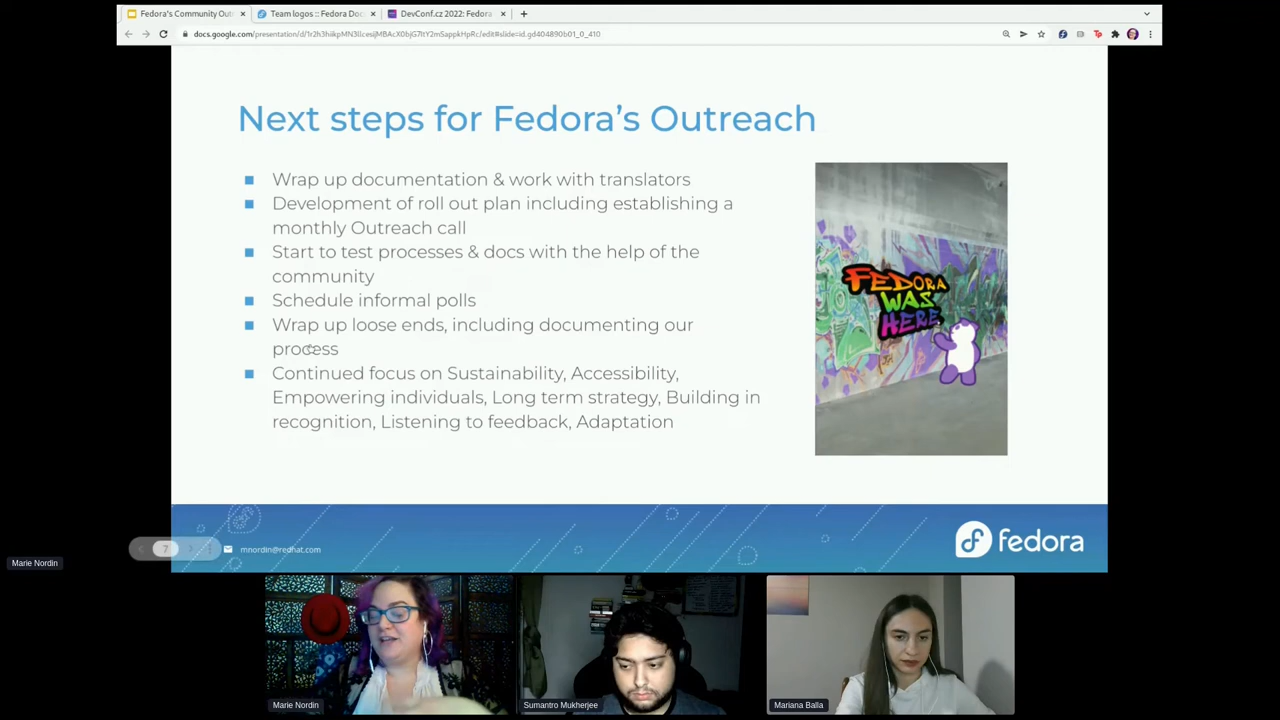 Fedora's Community Out
Team logos :: Fedora Doc
DevConf.cz 2022: Fedora
Next steps for Fedora's Outreach
Wrap up documentation & work with translators
Development of roll out plan including establishing a
monthly Outreach call
Start to test processes & docs with the help of the
community
Schedule informal polls
Wrap up loose ends, including documenting our
process
Continued focus on Sustainability, Accessibility,
Empowering individuals, Long term strategy, Building in
recognition, Listening to feedback, Adaptation
FEDORA
WAS
HERE
7
mnordin@redhat.com
fedora
Marie Nordin
Marie Nordin
Sumantro Mukherjee
Mariana Balla